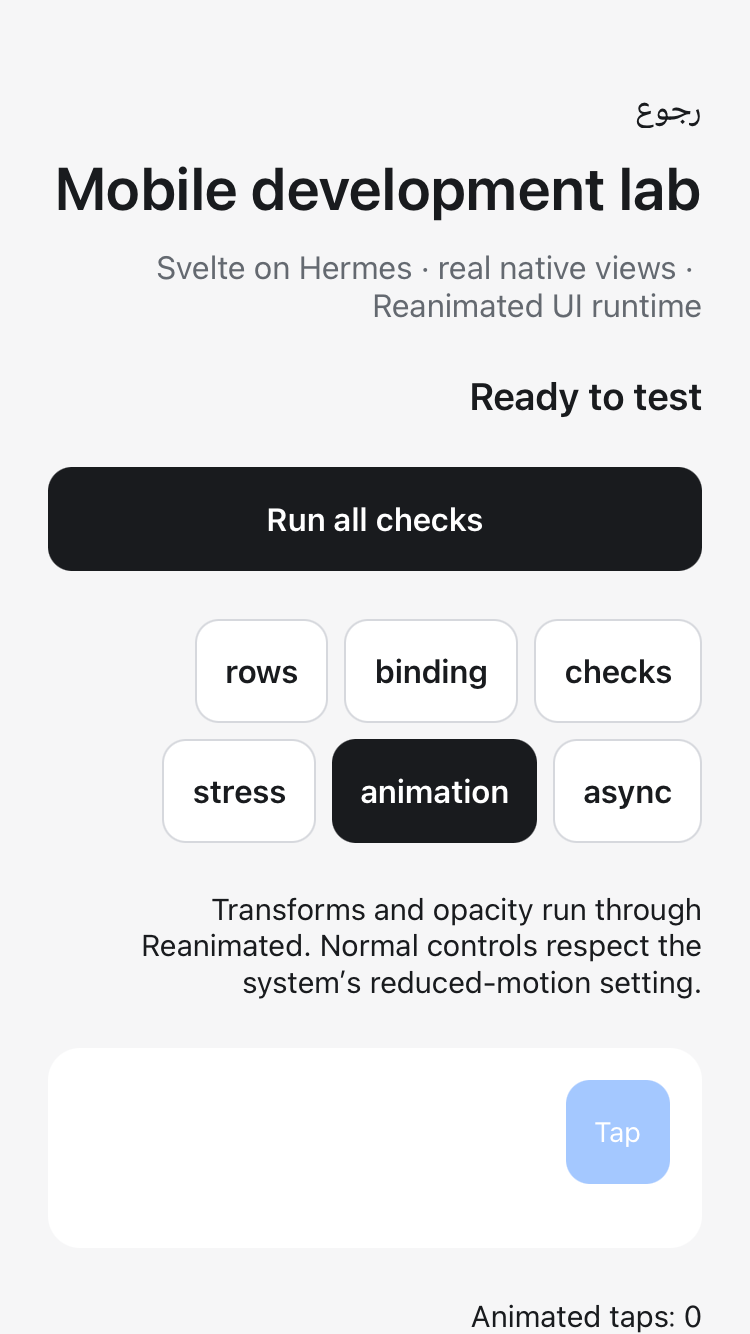 رجوع
Mobile development lab
Svelte on Hermes · real native views ·
Reanimated UI runtime
Ready to test
Run all checks
checks
binding
rows
async
animation
stress
Transforms and opacity run through
Reanimated. Normal controls respect the
system’s reduced-motion setting.
Tap
Animated taps: 0